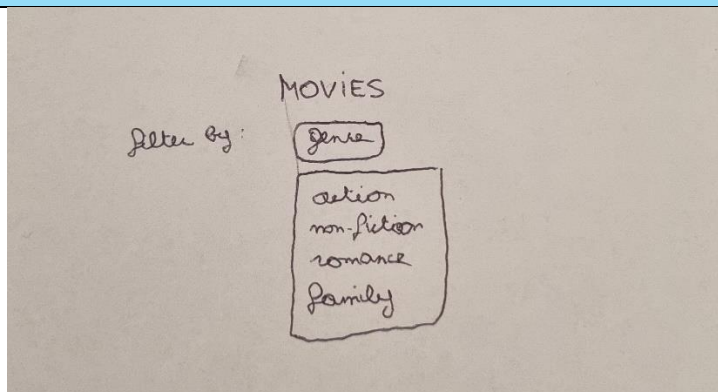 MOVIES
filter by: genre
action
non-fiction
romance
family